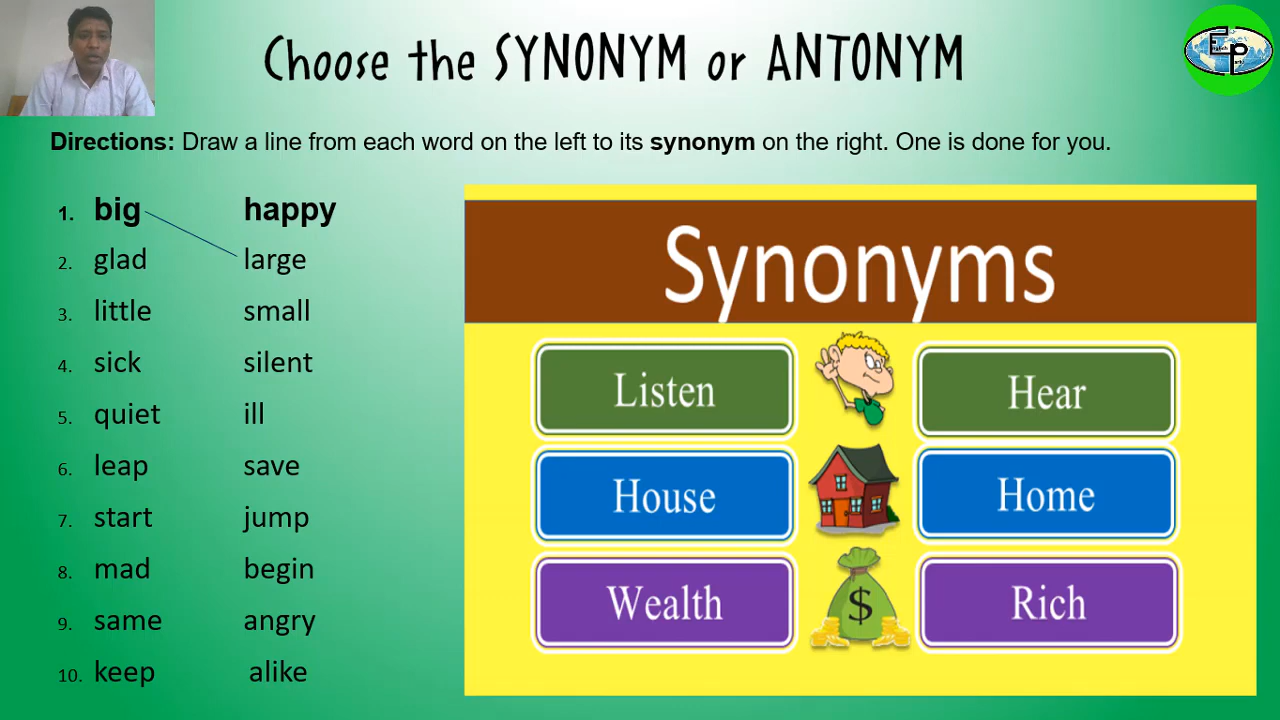 Choose the SYNONYM or ANTONYM
Directions: Draw a line from each word on the left to its synonym on the right. One is done for you.
1. big happy
2. glad large
3. little small
4. sick silent
5. quiet ill
6. leap save
7. start jump
8. mad begin
9. same angry
10. keep alike
Synonyms
Listen Hear
House Home
$
Wealth Rich
E P